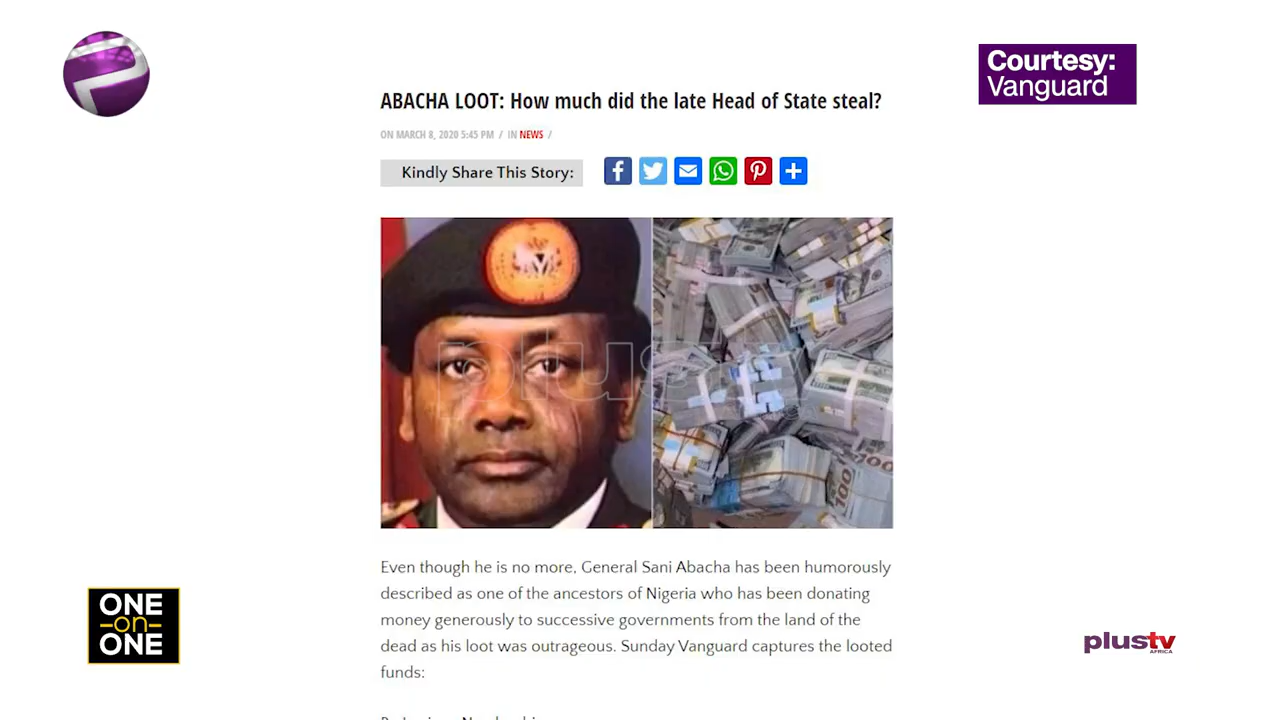 Courtesy:
Vanguard
ABACHA LOOT: How much did the late Head of State steal?
ON MARCH 8, 2020 5:45 PM / IN NEWS /
Kindly Share This Story:
plustv
100
100
Even though he is no more, General Sani Abacha has been humorously
described as one of the ancestors of Nigeria who has been donating
money generously to successive governments from the land of the
dead as his loot was outrageous. Sunday Vanguard captures the looted
funds:
ONE
on
ONE
plustv
AFRICA